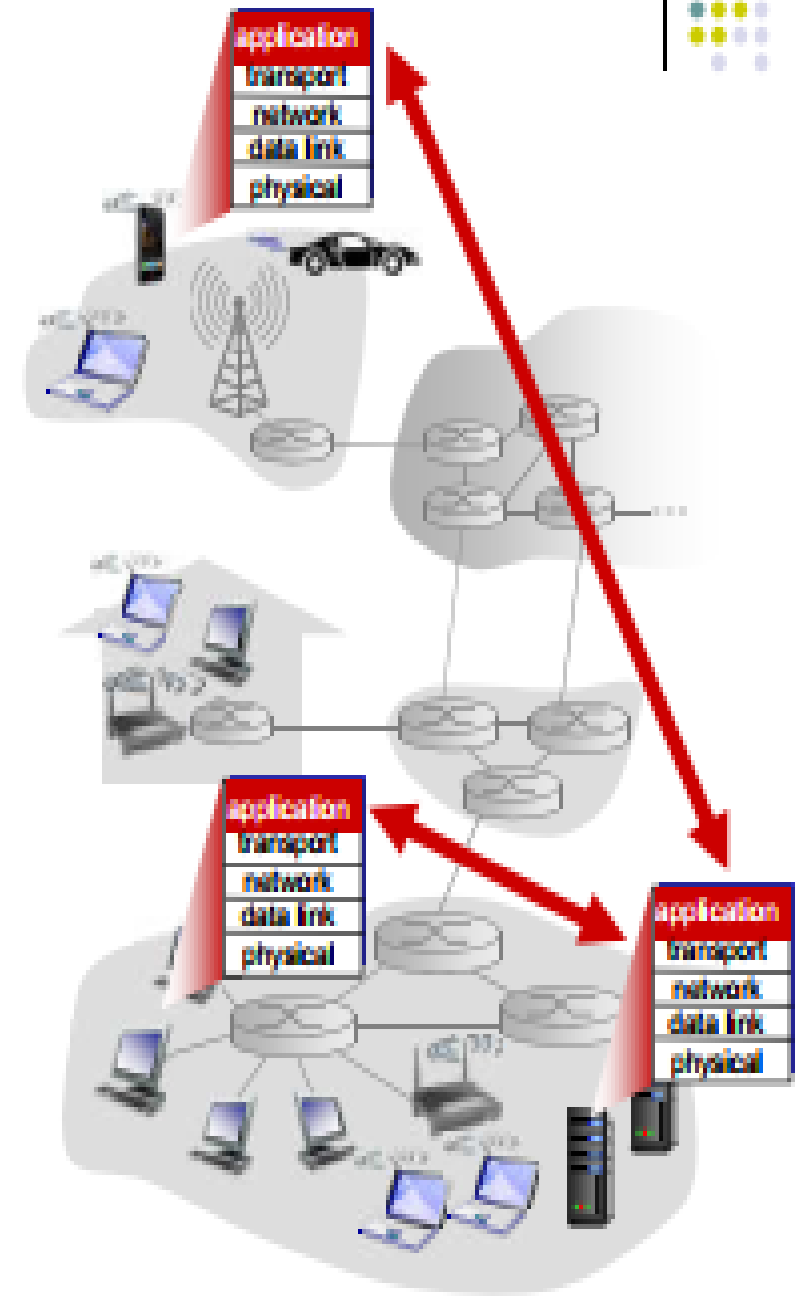 application
transport
network
data link
physical
application
transport
network
data link
physical
application
transport
network
data link
physical